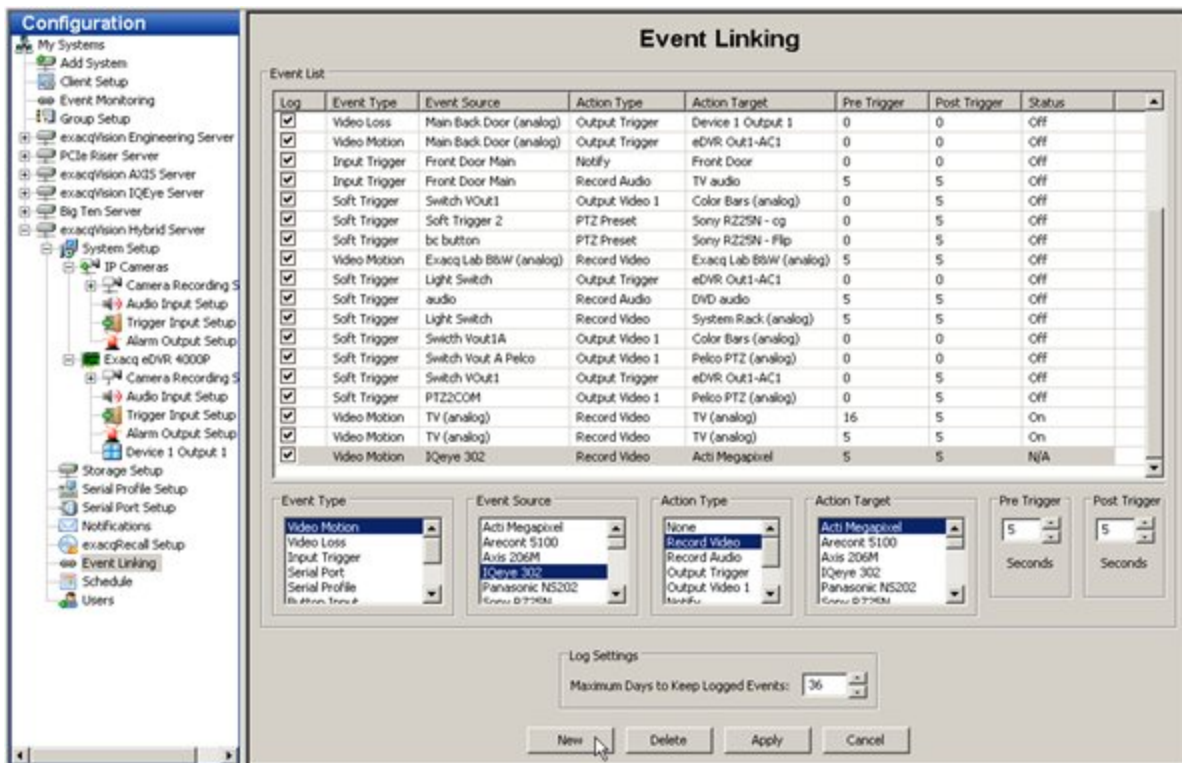 Configuration
My Systems
Add System
Client Setup
Event Monitoring
Group Setup
exacqVision Engineering Server
PCIe Riser Server
exacqVision AXIS Server
exacqVision IQEye Server
Big Ten Server
exacqVision Hybrid Server
System Setup
IP Cameras
Camera Recording S
Audio Input Setup
Trigger Input Setup
Alarm Output Setup
Exacq eDVR 4000P
Camera Recording S
Audio Input Setup
Trigger Input Setup
Alarm Output Setup
Device 1 Output 1
Storage Setup
Serial Profile Setup
Serial Port Setup
Notifications
exacqRecall Setup
Event Linking
Schedule
Users
Event Linking
Event List
Log Event Type Event Source Action Type Action Target Pre Trigger Post Trigger Status
Video Loss Main Back Door (analog) Output Trigger Device 1 Output 1 0 0 Off
Video Motion Main Back Door (analog) Output Trigger eDVR Out1-AC1 0 0 Off
Input Trigger Front Door Main Notify Front Door 0 0 Off
Input Trigger Front Door Main Record Audio TV audio 5 5 Off
Soft Trigger Switch VOut1 Output Video 1 Color Bars (analog) 0 5 Off
Soft Trigger Soft Trigger 2 PTZ Preset Sony RZ25N - cg 0 0 Off
Soft Trigger bc button PTZ Preset Sony RZ25N - Flip 0 0 Off
Video Motion Exacq Lab B&W (analog) Record Video Exacq Lab B&W (analog) 5 5 Off
Soft Trigger Light Switch Output Trigger eDVR Out1-AC1 0 0 Off
Soft Trigger audio Record Audio DVD audio 5 5 Off
Soft Trigger Light Switch Record Video System Rack (analog) 5 5 Off
Soft Trigger Swicth Vout1A Output Video 1 Color Bars (analog) 0 5 Off
Soft Trigger Switch Vout A Pelco Output Video 1 Pelco PTZ (analog) 0 5 Off
Soft Trigger Switch VOut1 Output Trigger eDVR Out1-AC1 0 5 Off
Soft Trigger PTZ2COM Output Video 1 Pelco PTZ (analog) 0 5 Off
Video Motion TV (analog) Record Video TV (analog) 16 5 On
Video Motion TV (analog) Record Video TV (analog) 5 5 On
Video Motion IQeye 302 Record Video Acti Megapixel 5 5 N/A
Event Type
Video Motion
Video Loss
Input Trigger
Serial Port
Serial Profile
Button Input
Event Source
Acti Megapixel
Arecont 5100
Axis 206M
IQeye 302
Panasonic NS202
Sony RZ25N
Action Type
None
Record Video
Record Audio
Output Trigger
Output Video 1
Notify
Action Target
Acti Megapixel
Arecont 5100
Axis 206M
IQeye 302
Panasonic NS202
Sony RZ25N
Pre Trigger
5
Seconds
Post Trigger
5
Seconds
Log Settings
Maximum Days to Keep Logged Events: 36
New Delete Apply Cancel